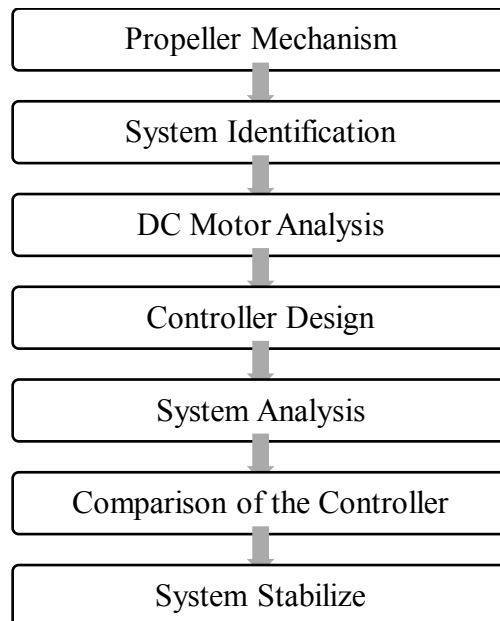 Propeller Mechanism
System Identification
DC Motor Analysis
Controller Design
System Analysis
Comparison of the Controller
System Stabilize